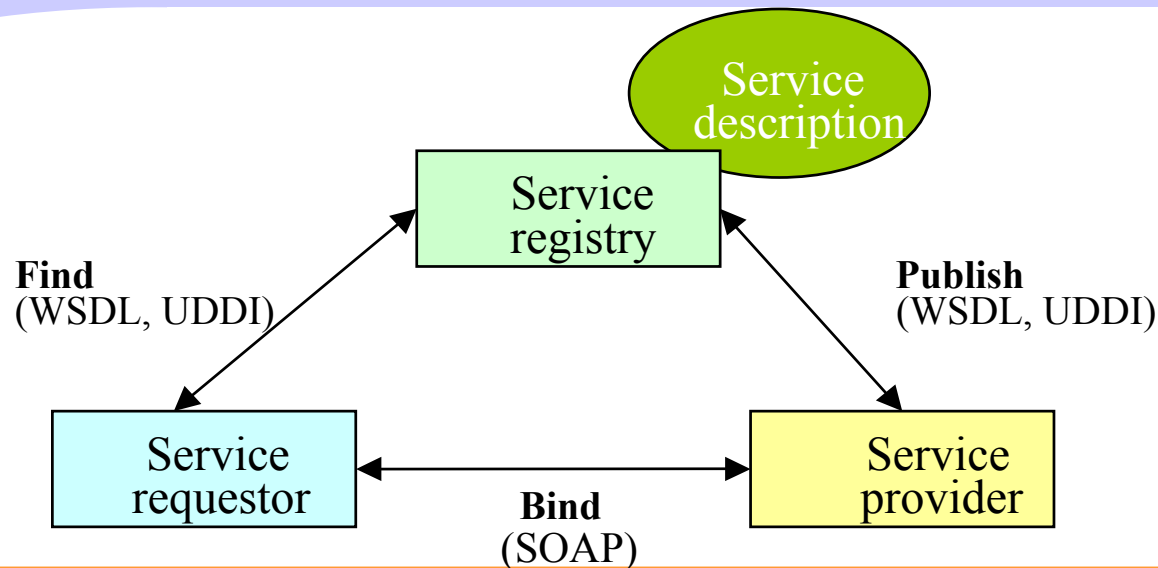 Service
description
Service
registry
Find
(WSDL, UDDI)
Publish
(WSDL, UDDI)
Service
requestor
Service
provider
Bind
(SOAP)